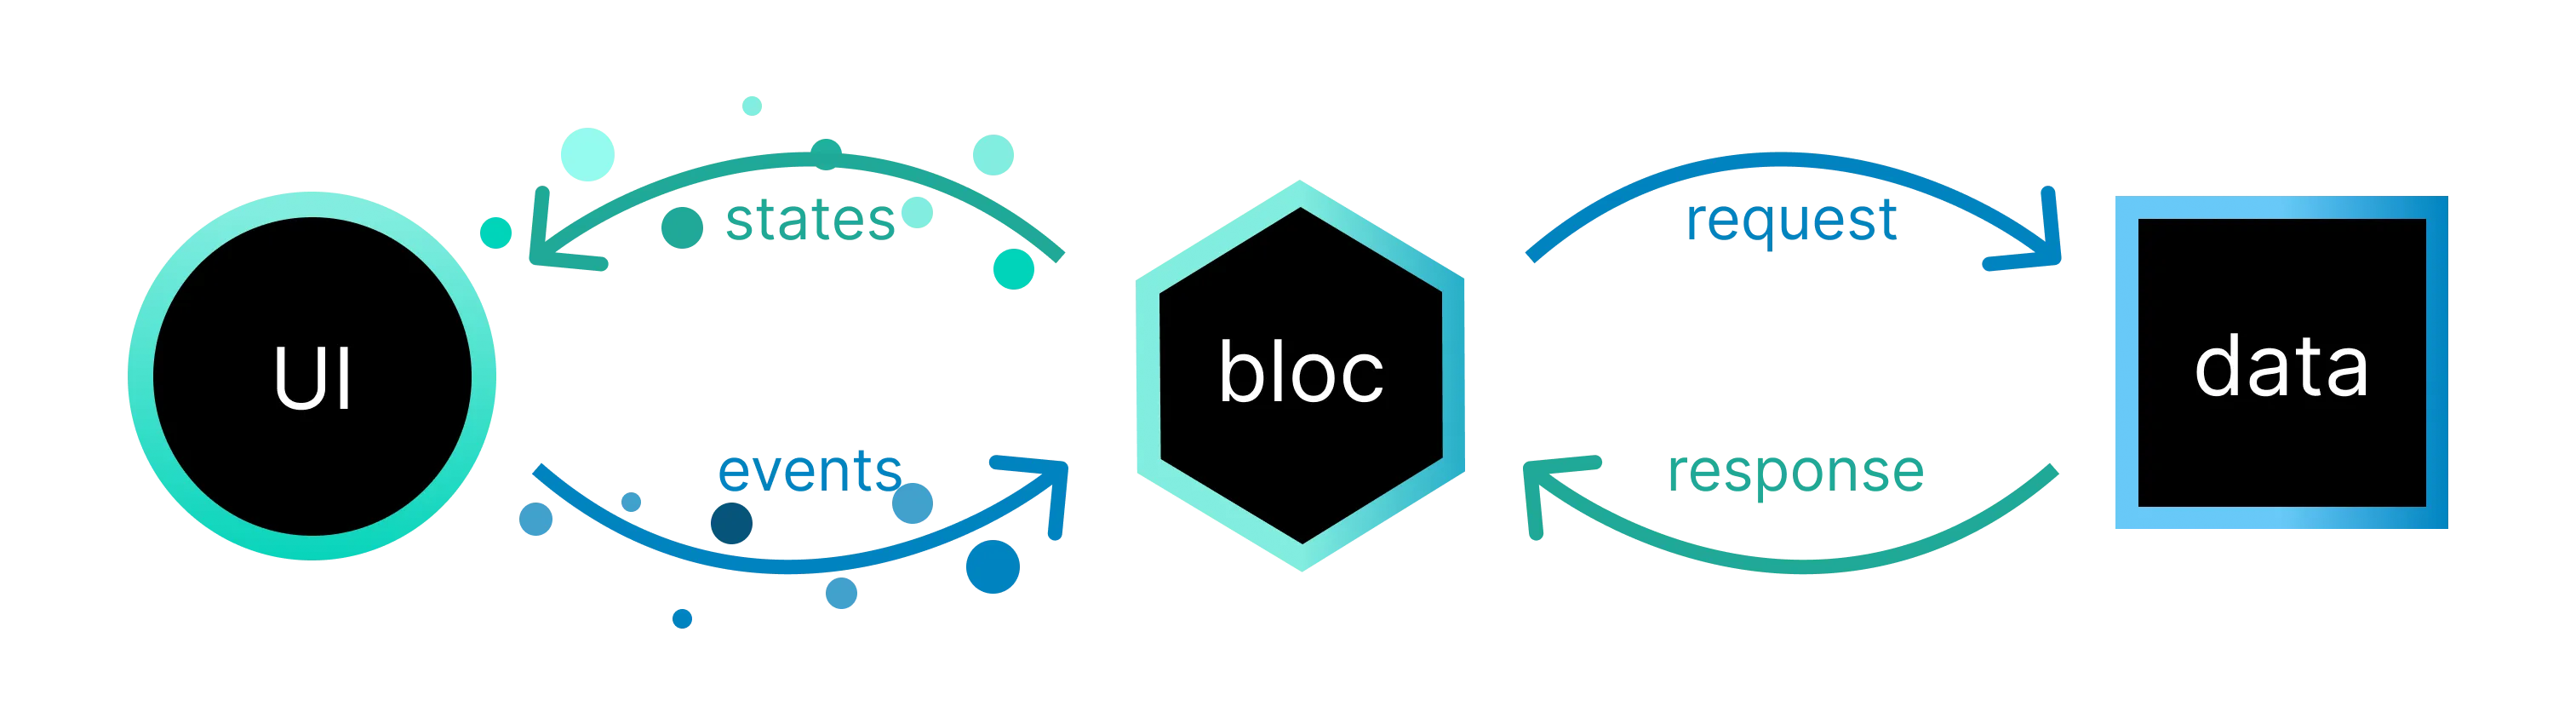 states
request
UI
bloc
data
events
response